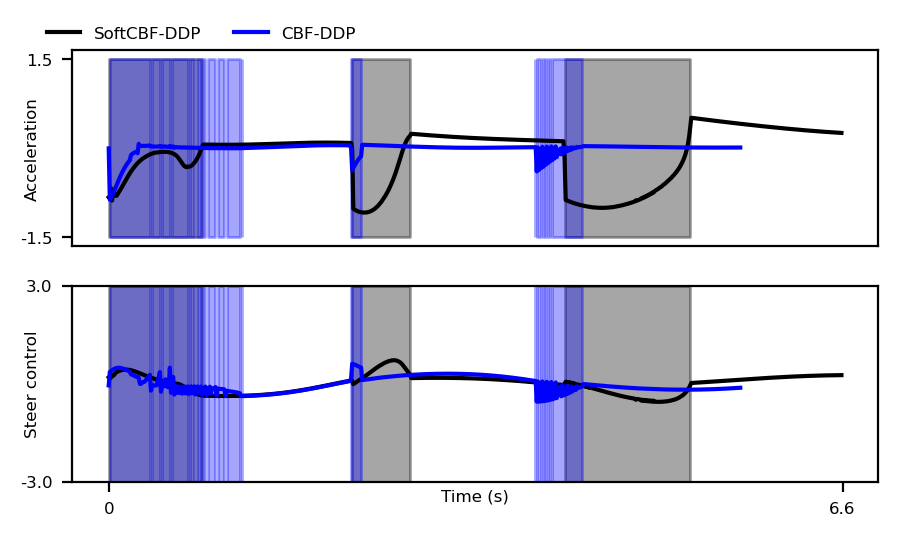 SoftCBF-DDP CBF-DDP
1.5
Acceleration
-1.5
3.0
Steer control
-3.0
Time (s)
0 6.6